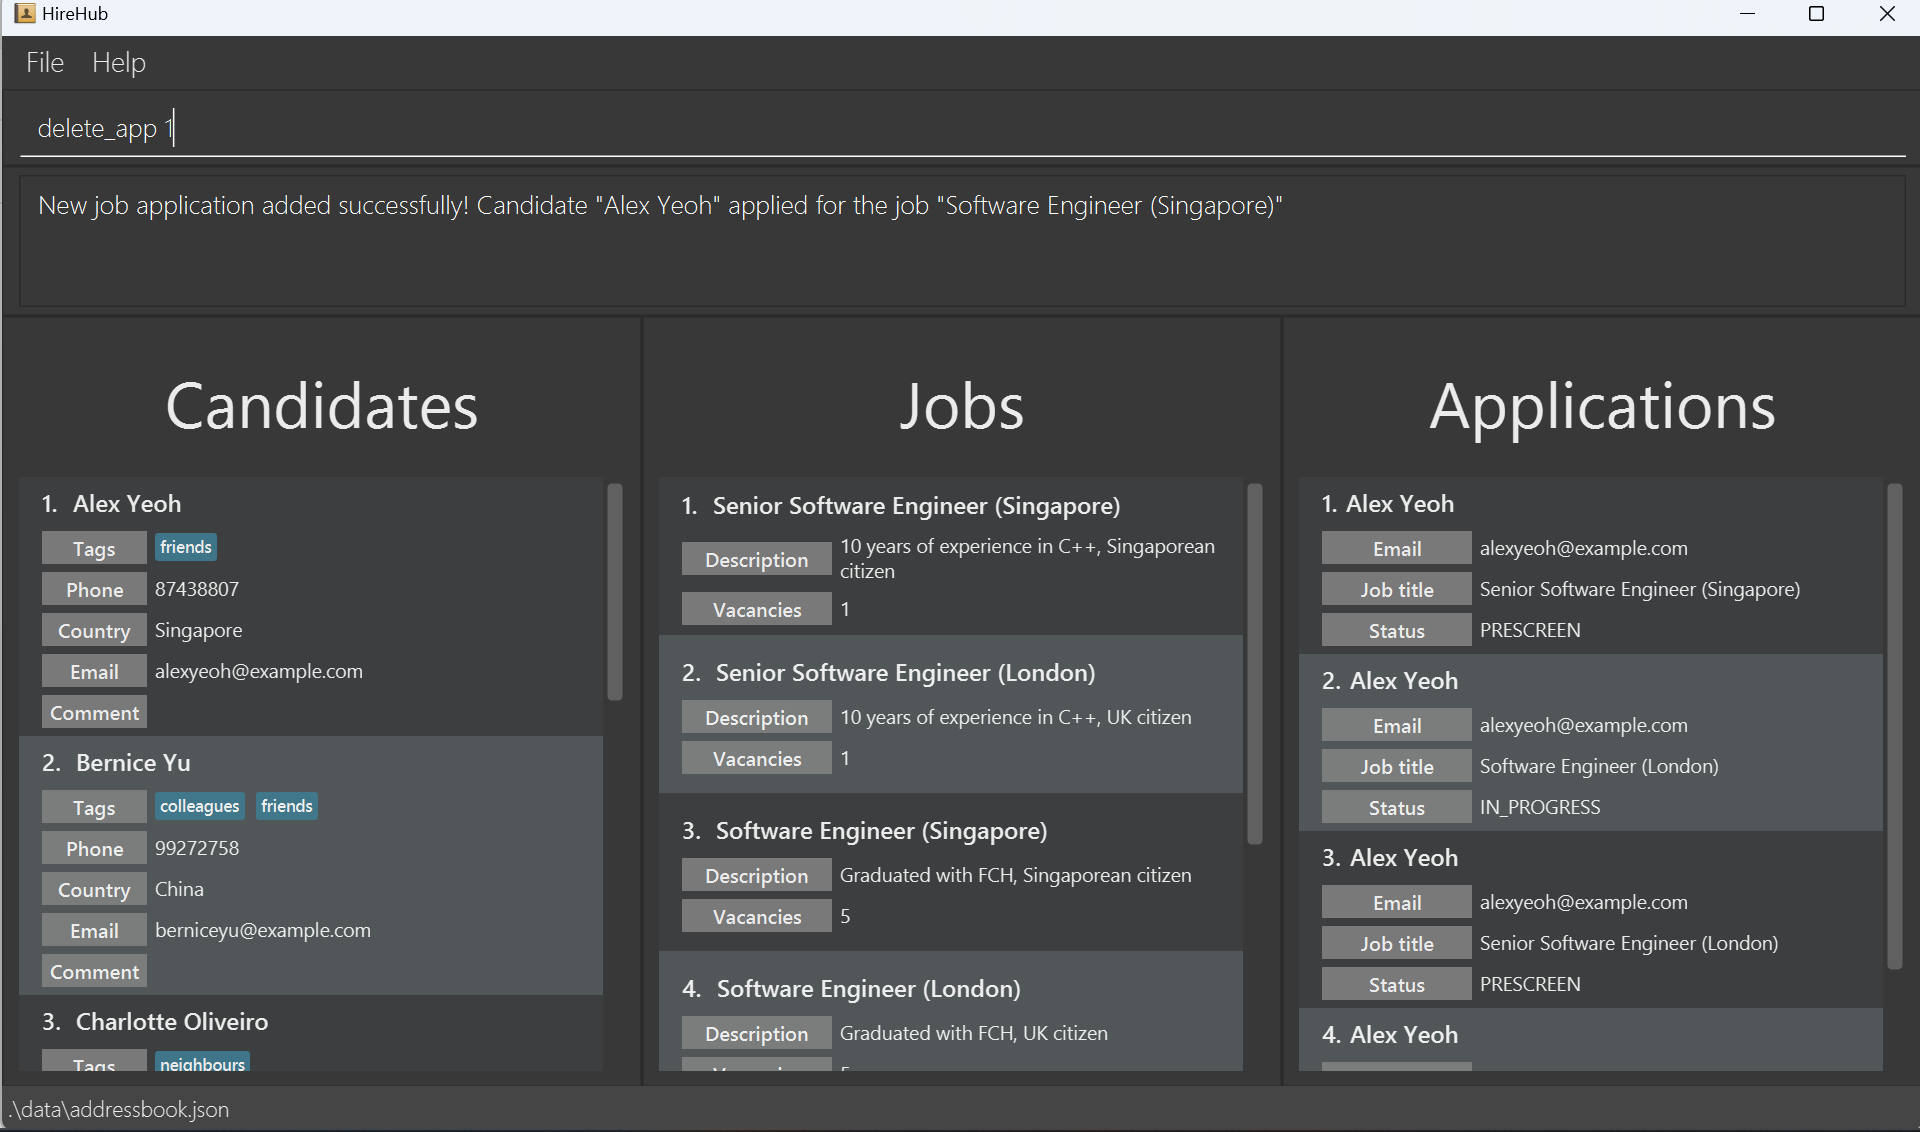 HireHub
File Help
delete_app 1
New job application added successfully! Candidate "Alex Yeoh" applied for the job "Software Engineer (Singapore)"
Candidates
1. Alex Yeoh
Tags friends
Phone 87438807
Country Singapore
Email alexyeoh@example.com
Comment
2. Bernice Yu
Tags colleagues friends
Phone 99272758
Country China
Email berniceyu@example.com
Comment
3. Charlotte Oliveiro
Tags neighbours
Jobs
1. Senior Software Engineer (Singapore)
Description 10 years of experience in C++, Singaporean
citizen
Vacancies 1
2. Senior Software Engineer (London)
Description 10 years of experience in C++, UK citizen
Vacancies 1
3. Software Engineer (Singapore)
Description Graduated with FCH, Singaporean citizen
Vacancies 5
4. Software Engineer (London)
Description Graduated with FCH, UK citizen
Applications
1. Alex Yeoh
Email alexyeoh@example.com
Job title Senior Software Engineer (Singapore)
Status PRESCREEN
2. Alex Yeoh
Email alexyeoh@example.com
Job title Software Engineer (London)
Status IN_PROGRESS
3. Alex Yeoh
Email alexyeoh@example.com
Job title Senior Software Engineer (London)
Status PRESCREEN
4. Alex Yeoh
.\data\addressbook.json